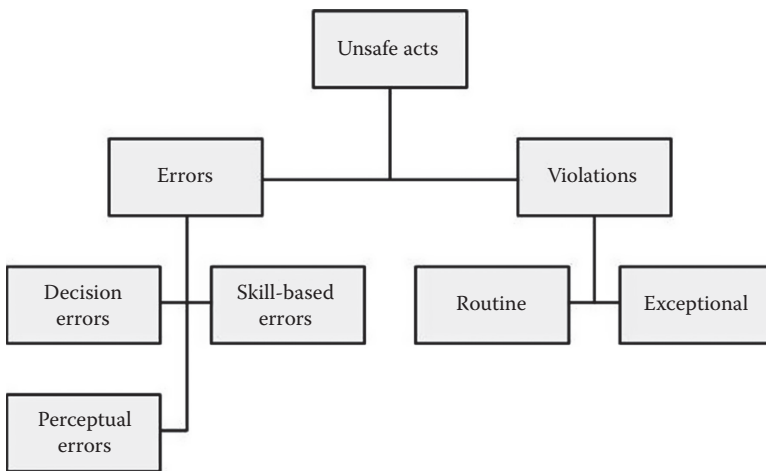 Unsafe acts
Errors
Violations
Decision
errors
Skill-based
errors
Routine
Exceptional
Perceptual
errors